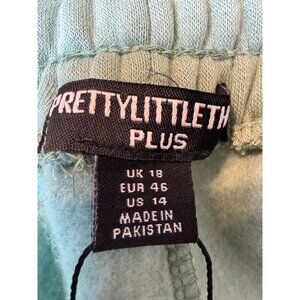 PRETTYLITTLETH
PLUS
UK 18
EUR 46
US 14
MADE IN
PAKISTAN